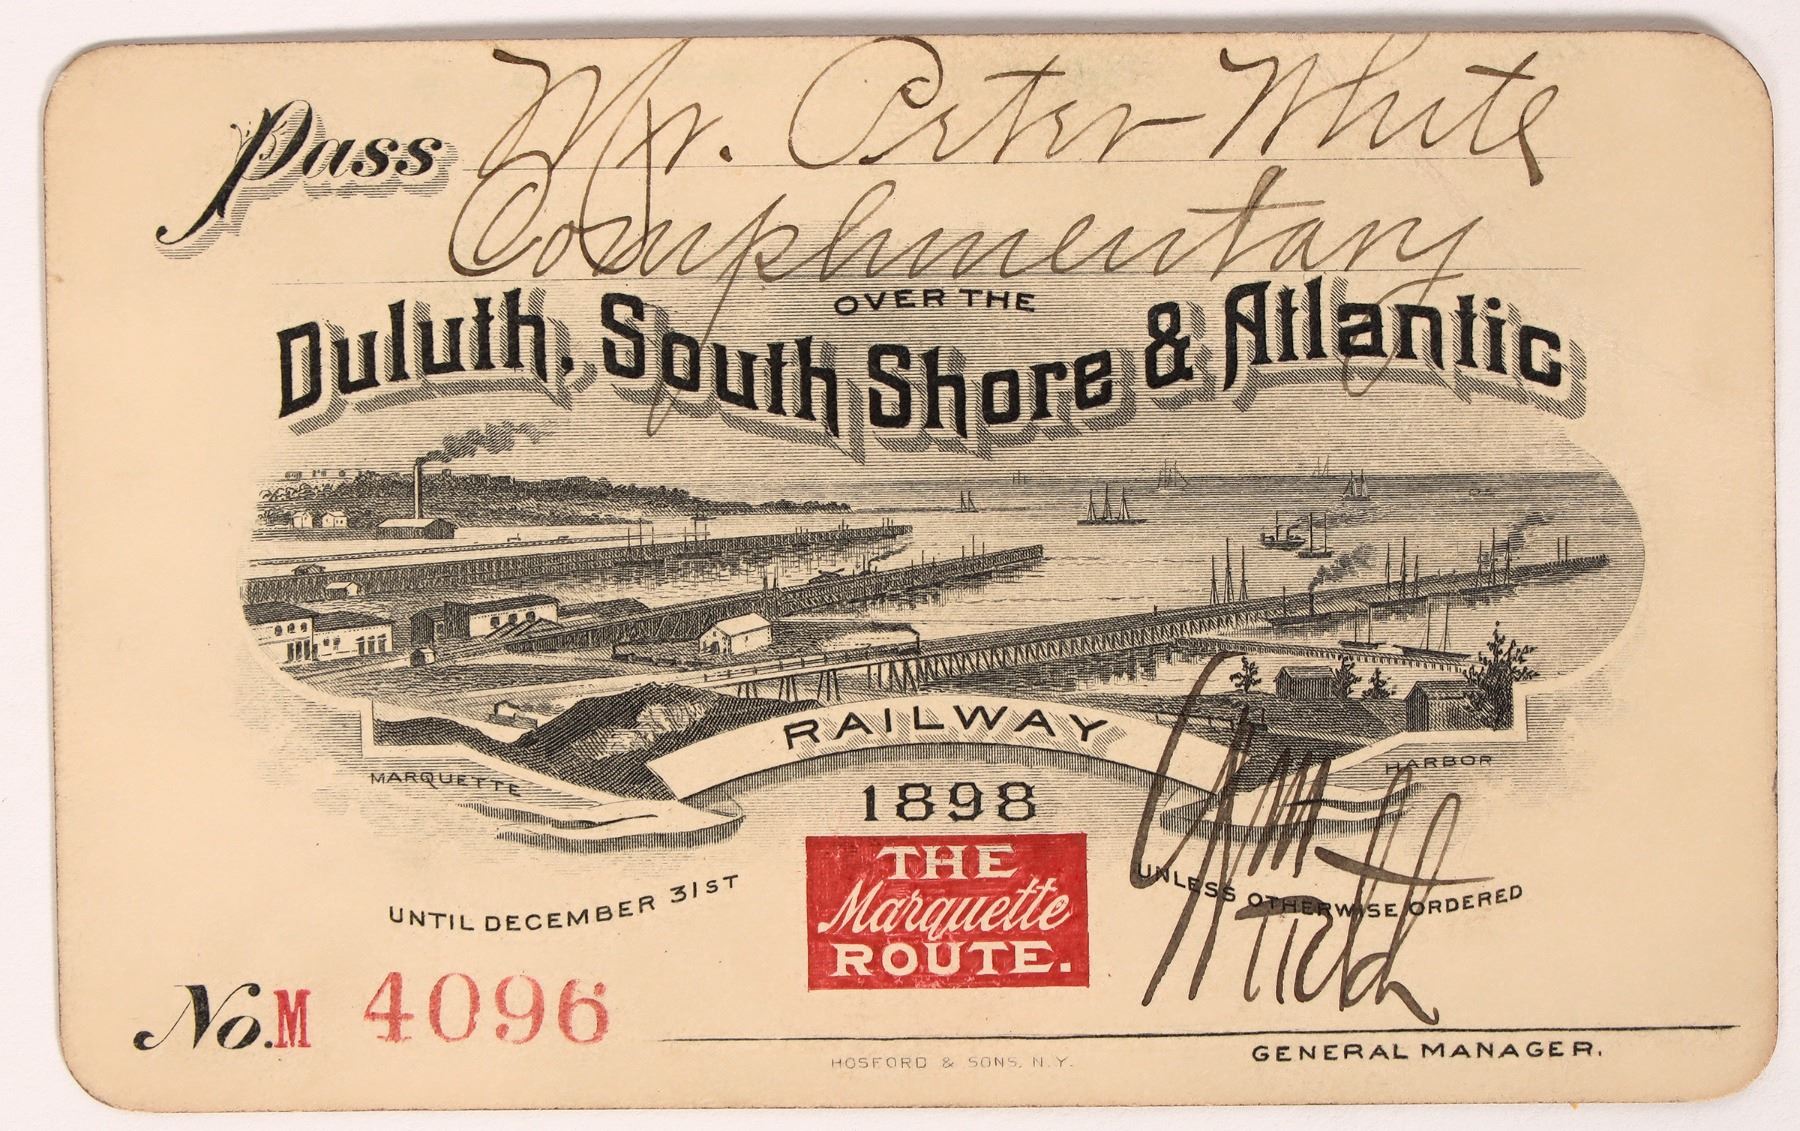 Pass Mr. Peter White
Complimentary
OVER THE
Duluth, South Shore & Atlantic
RAILWAY
MARQUETTE
HARBOR
1898
THE
Marquette
ROUTE.
UNTIL DECEMBER 31ST
UNLESS OTHERWISE ORDERED
No. M 4096
GENERAL MANAGER.
HOSFORD & SONS, N.Y.